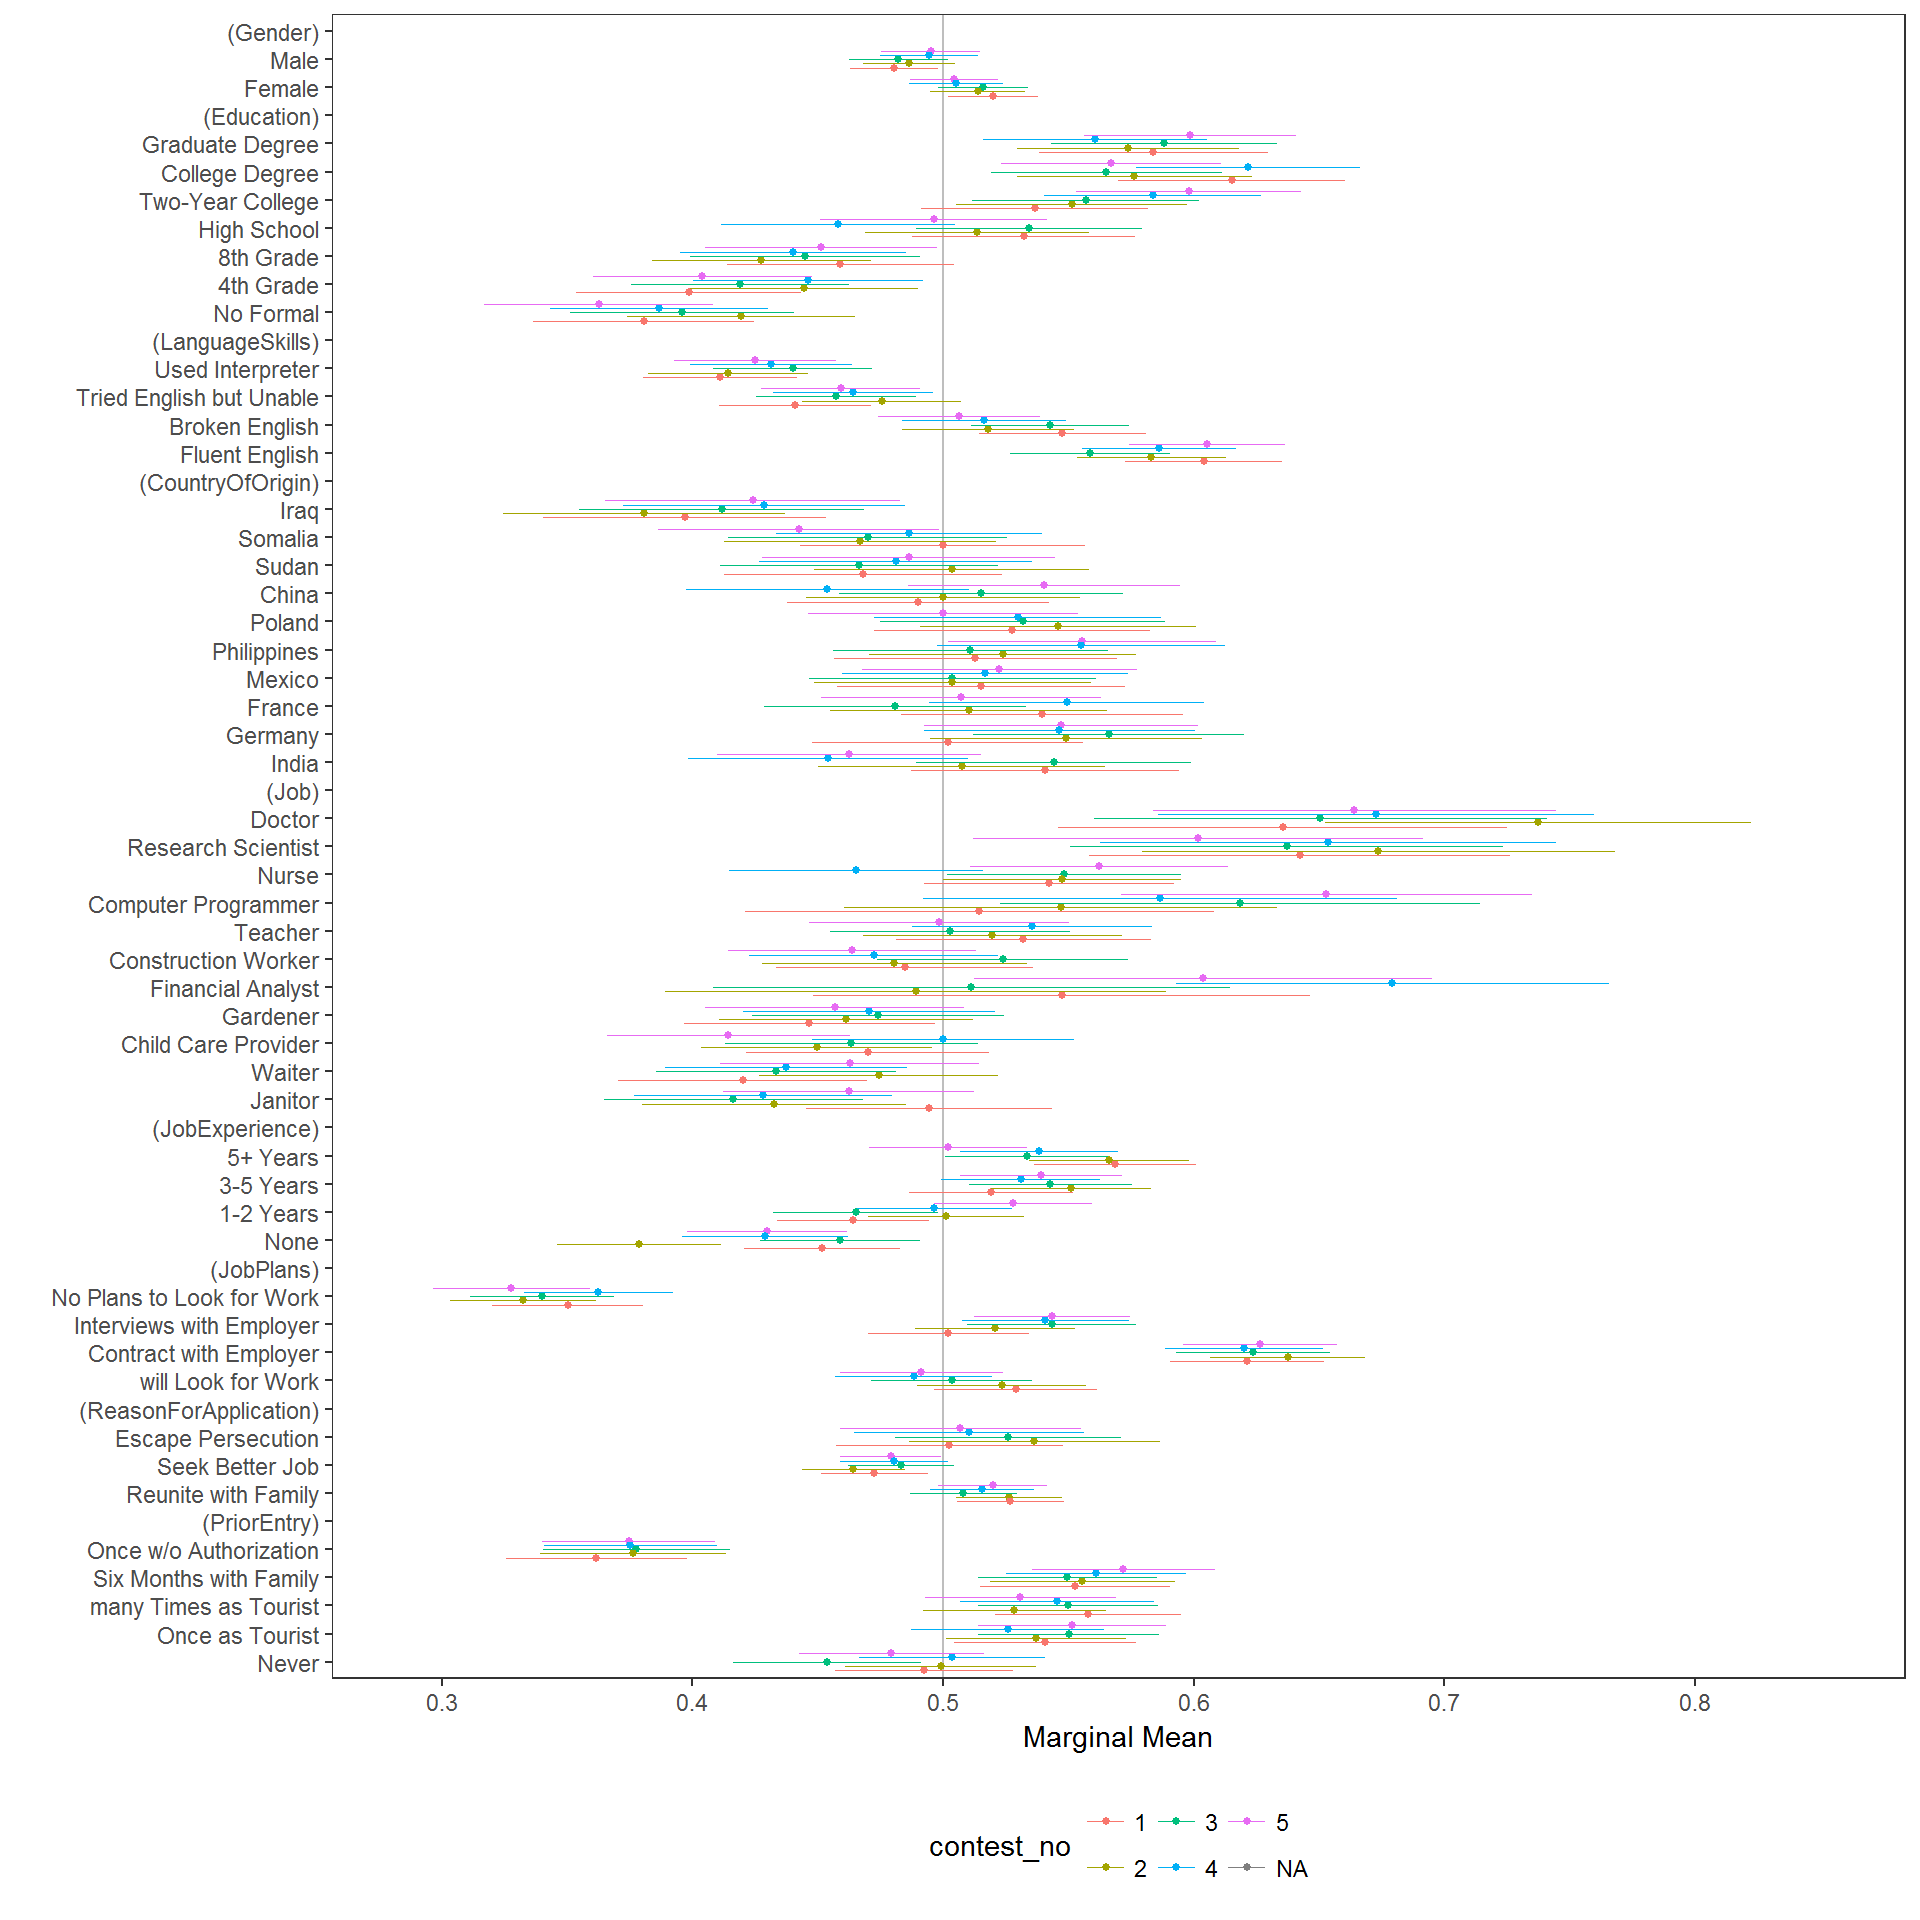 (Gender)
Male
Female
(Education)
Graduate Degree
College Degree
Two-Year College
High School
8th Grade
4th Grade
No Formal
(LanguageSkills)
Used Interpreter
Tried English but Unable
Broken English
Fluent English
(CountryOfOrigin)
Iraq
Somalia
Sudan
China
Poland
Philippines
Mexico
France
Germany
India
(Job)
Doctor
Research Scientist
Nurse
Computer Programmer
Teacher
Construction Worker
Financial Analyst
Gardener
Child Care Provider
Waiter
Janitor
(JobExperience)
5+ Years
3-5 Years
1-2 Years
None
(JobPlans)
No Plans to Look for Work
Interviews with Employer
Contract with Employer
will Look for Work
(ReasonForApplication)
Escape Persecution
Seek Better Job
Reunite with Family
(PriorEntry)
Once w/o Authorization
Six Months with Family
many Times as Tourist
Once as Tourist
Never
0.3 0.4 0.5 0.6 0.7 0.8
Marginal Mean
contest_no
1 3 5
2 4 NA